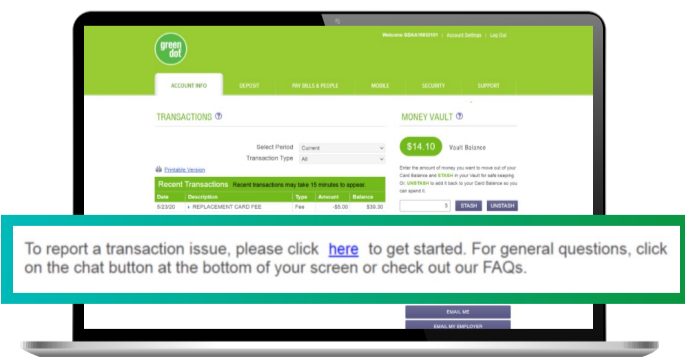 green
dot
Welcome
Account Settings | Log Out
ACCOUNT INFO
DEPOSIT
PAY BILLS & PEOPLE
MOBILE
SECURITY
SUPPORT
TRANSACTIONS ?
MONEY VAULT ?
Select Period Current
Transaction Type All
$14.10 Vault Balance
Printable Version
Enter the amount of money you want to move out of your
Card Balance and STASH in your Vault for safe keeping.
Or, UNSTASH to add it back to your Card Balance so you
can spend it.
Recent Transactions Recent transactions may take 15 minutes to appear.
Date Description Type Amount Balance
$ STASH UNSTASH
5/23/20 REPLACEMENT CARD FEE Fee -$5.00 $39.30
To report a transaction issue, please click here to get started. For general questions, click
on the chat button at the bottom of your screen or check out our FAQs.
EMAIL ME
EMAIL MY EMPLOYER